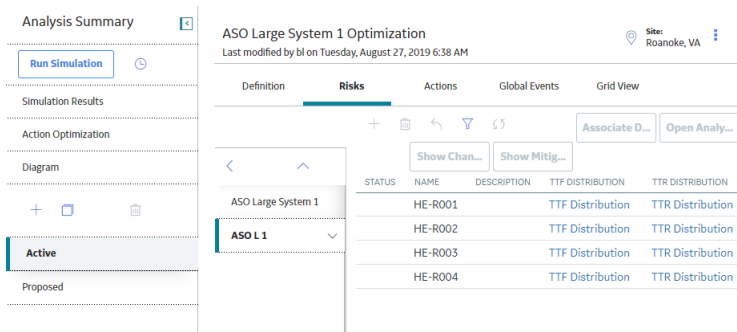 Analysis Summary
Run Simulation
Simulation Results
Action Optimization
Diagram
Active
Proposed
ASO Large System 1 Optimization
Last modified by bl on Tuesday, August 27, 2019 6:38 AM
Site:
Roanoke, VA
Definition Risks Actions Global Events Grid View
Associate D... Open Analy...
Show Chan... Show Mitig...
ASO Large System 1
ASO L 1
STATUS NAME DESCRIPTION TTF DISTRIBUTION TTR DISTRIBUTION
HE-R001 TTF Distribution TTR Distribution
HE-R002 TTF Distribution TTR Distribution
HE-R003 TTF Distribution TTR Distribution
HE-R004 TTF Distribution TTR Distribution